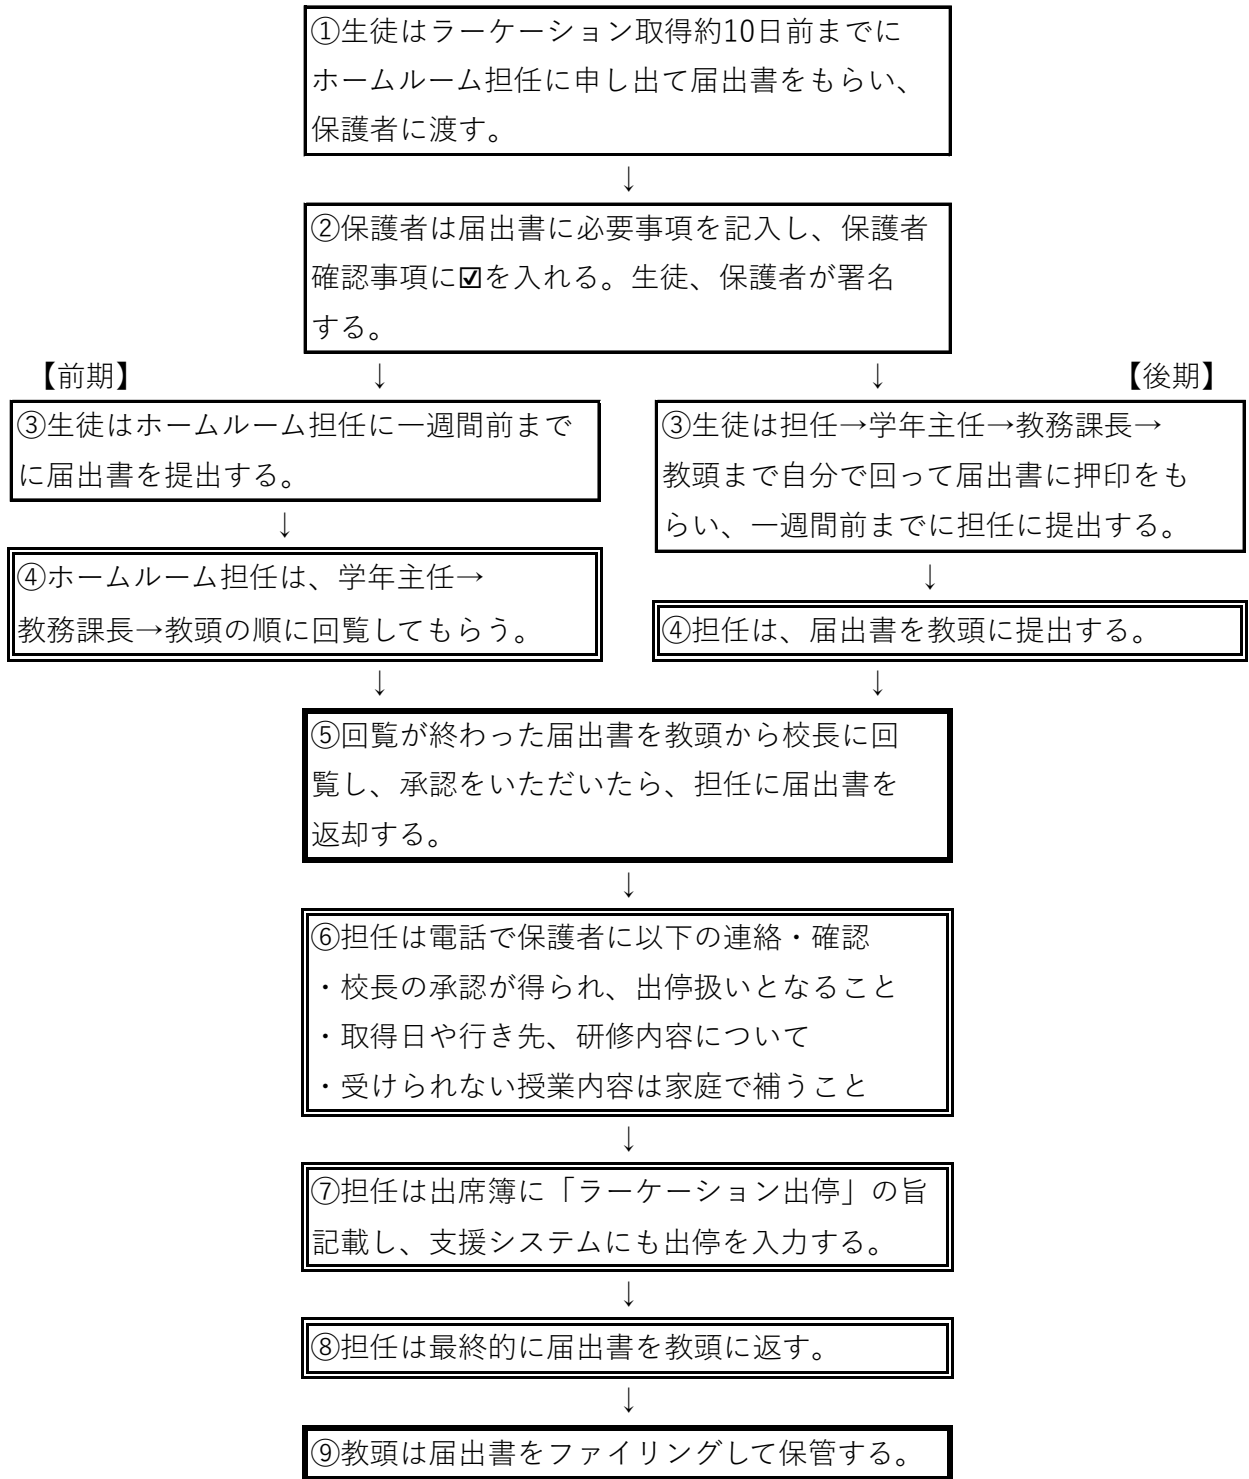 ①生徒はラーケーション取得約10日前までに
ホームルーム担任に申し出て届出書をもらい、
保護者に渡す。
↓
②保護者は届出書に必要事項を記入し、保護者
確認事項に☑を入れる。生徒、保護者が署名
する。
【前期】
↓
↓
【後期】
③生徒はホームルーム担任に一週間前まで
に届出書を提出する。
↓
④ホームルーム担任は、学年主任→
教務課長→教頭の順に回覧してもらう。
↓
③生徒は担任→学年主任→教務課長→
教頭まで自分で回って届出書に押印をも
らい、一週間前までに担任に提出する。
↓
④担任は、届出書を教頭に提出する。
↓
⑤回覧が終わった届出書を教頭から校長に回
覧し、承認をいただいたら、担任に届出書を
返却する。
↓
⑥担任は電話で保護者に以下の連絡・確認
・校長の承認が得られ、出停扱いとなること
・取得日や行き先、研修内容について
・受けられない授業内容は家庭で補うこと
↓
⑦担任は出席簿に「ラーケーション出停」の旨
記載し、支援システムにも出停を入力する。
↓
⑧担任は最終的に届出書を教頭に返す。
↓
⑨教頭は届出書をファイリングして保管する。